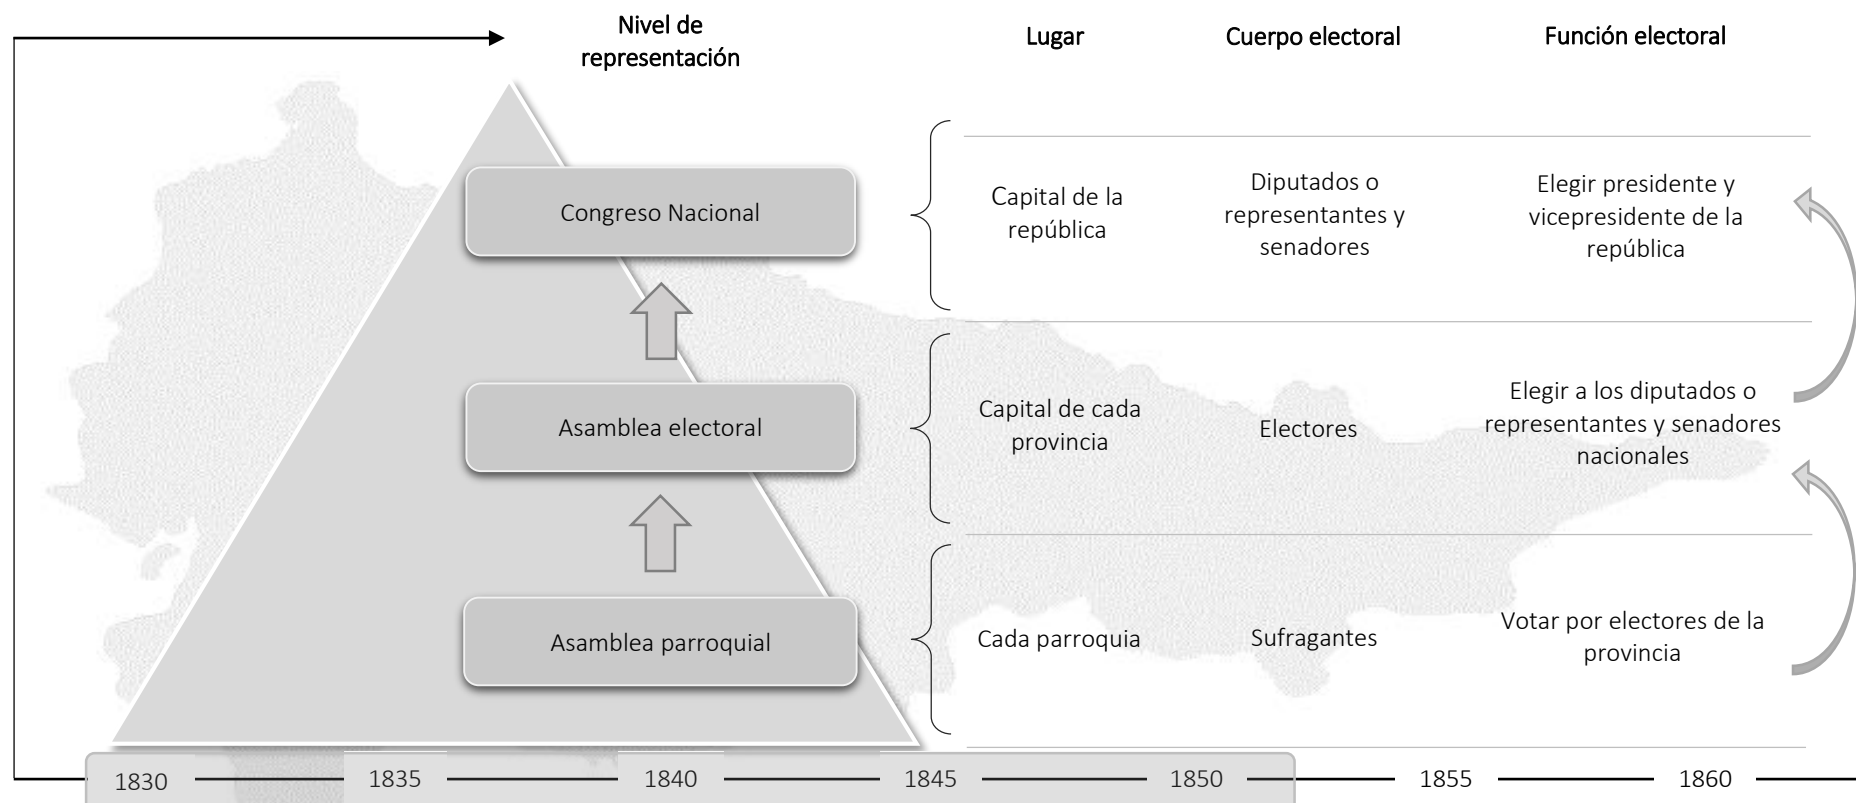 Nivel de
representación
Lugar
Cuerpo electoral
Función electoral
Congreso Nacional
Capital de la
república
Diputados o
representantes y
senadores
Elegir presidente y
vicepresidente de la
república
Asamblea electoral
Capital de cada
provincia
Electores
Elegir a los diputados o
representantes y senadores
nacionales
Asamblea parroquial
Cada parroquia
Sufragantes
Votar por electores de la
provincia
1830
1835
1840
1845
1850
1855
1860